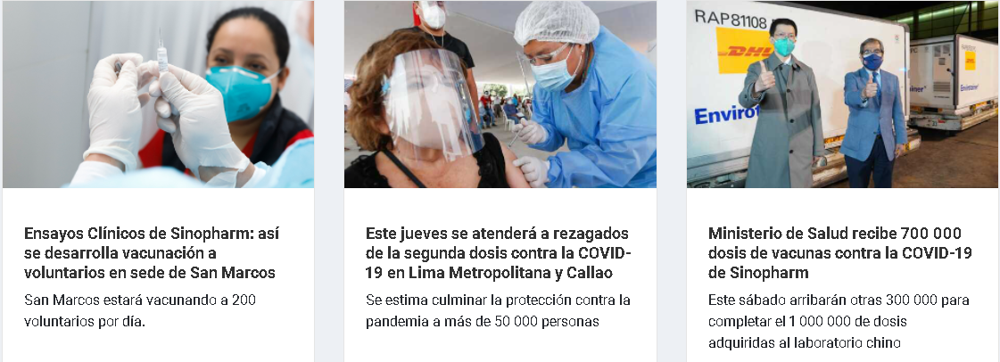 RAP81108
DHL
Enviro
Ensayos Clínicos de Sinopharm: así
se desarrolla vacunación a
voluntarios en sede de San Marcos
San Marcos estará vacunando a 200
voluntarios por día.
Este jueves se atenderá a rezagados
de la segunda dosis contra la COVID-
19 en Lima Metropolitana y Callao
Se estima culminar la protección contra la
pandemia a más de 50 000 personas
Ministerio de Salud recibe 700 000
dosis de vacunas contra la COVID-19
de Sinopharm
Este sábado arribarán otras 300 000 para
completar el 1 000 000 de dosis
adquiridas al laboratorio chino